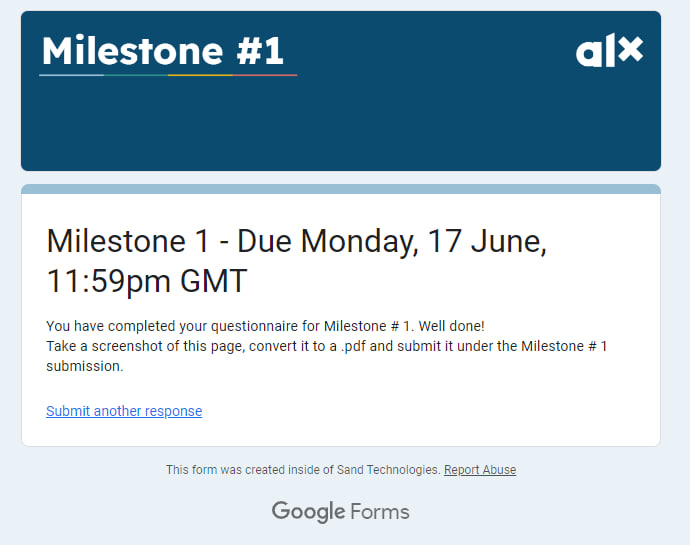 Milestone #1
alx
Milestone 1 - Due Monday, 17 June,
11:59pm GMT
You have completed your questionnaire for Milestone # 1. Well done!
Take a screenshot of this page, convert it to a .pdf and submit it under the Milestone # 1
submission.
Submit another response
This form was created inside of Sand Technologies. Report Abuse
Google Forms